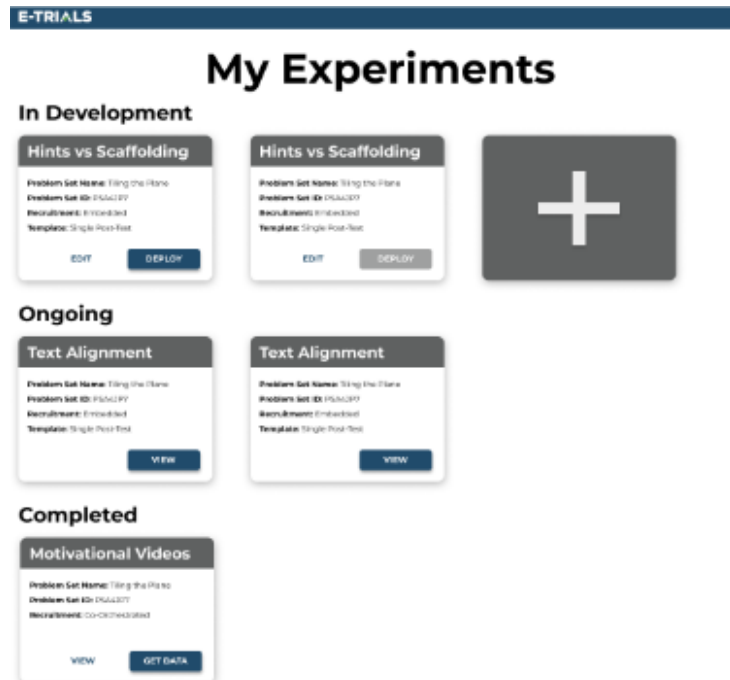 E-TRIALS
My Experiments
In Development
Hints vs Scaffolding
Problem Set Name: Tiling the Plane
Problem Set ID:
Recruitment: Embedded
Template: Single Post-Test
EDIT
DEPLOY
Hints vs Scaffolding
Problem Set Name: Tiling the Plane
Problem Set ID:
Recruitment: Embedded
Template: Single Post-Test
EDIT
DEPLOY
+
Ongoing
Text Alignment
Problem Set Name: Tiling the Plane
Problem Set ID:
Recruitment: Embedded
Template: Single Post-Test
VIEW
Text Alignment
Problem Set Name: Tiling the Plane
Problem Set ID:
Recruitment: Embedded
Template: Single Post-Test
VIEW
Completed
Motivational Videos
Problem Set Name: Tiling the Plane
Problem Set ID:
Recruitment: Co-Orchestrated
VIEW
GET DATA